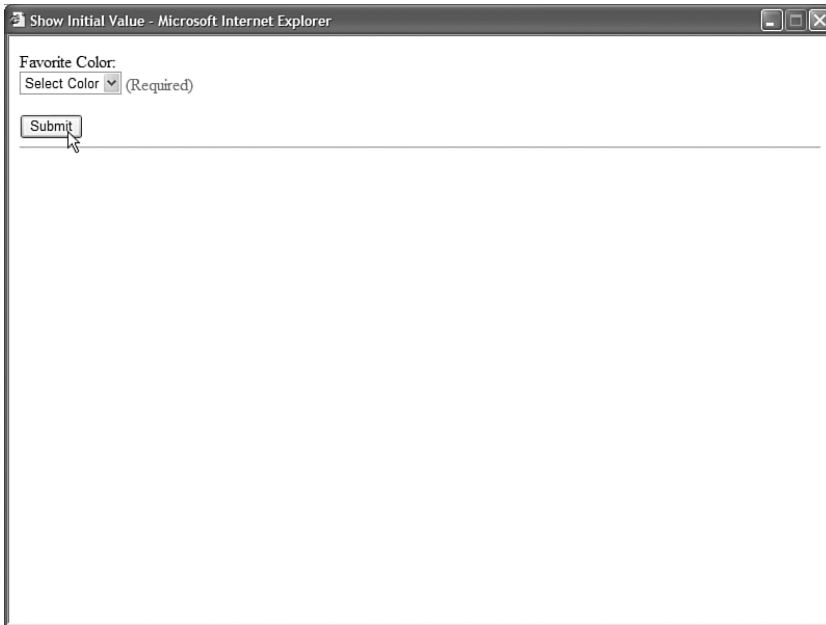 Show Initial Value - Microsoft Internet Explorer
Favorite Color:
Select Color (Required)
Submit